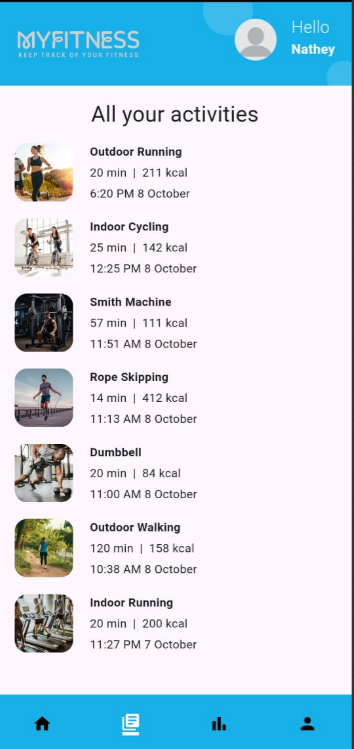 MYFITNESS
KEEP TRACK OF YOUR FITNESS
Hello
Nathey
All your activities
Outdoor Running
20 min | 211 kcal
6:20 PM 8 October
Indoor Cycling
25 min | 142 kcal
12:25 PM 8 October
Smith Machine
57 min | 111 kcal
11:51 AM 8 October
Rope Skipping
14 min | 412 kcal
11:13 AM 8 October
Dumbbell
20 min | 84 kcal
11:00 AM 8 October
Outdoor Walking
120 min | 158 kcal
10:38 AM 8 October
Indoor Running
20 min | 200 kcal
11:27 PM 7 October